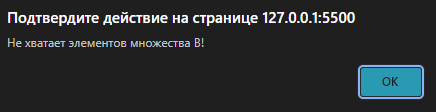 Подтвердите действие на странице 127.0.0.1:5500
Не хватает элементов множества B!
OK